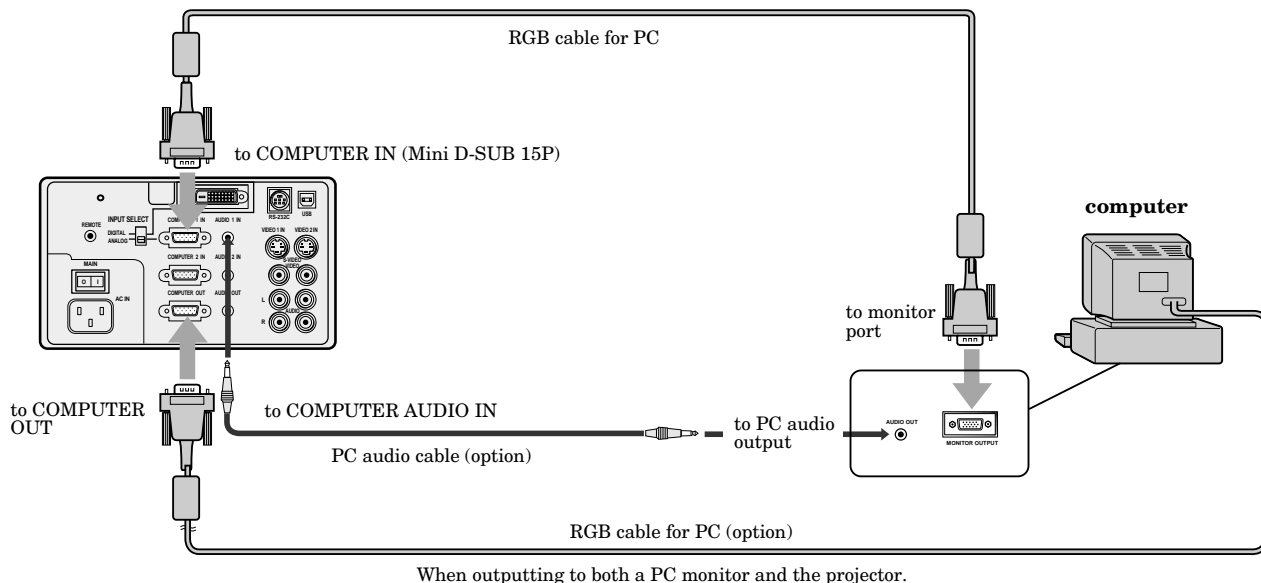 RGB cable for PC
to COMPUTER IN (Mini D-SUB 15P)
RS-232C
USB
REMOTE
INPUT SELECT
DIGITAL
ANALOG
1 IN
AUDIO 1 IN
VIDEO 1 IN
VIDEO 2 IN
S-VIDEO
VIDEO
MAIN
O I
COMPUTER 2 IN
2 IN
AC IN
COMPUTER OUT
OUT
L
AUDIO
R
computer
to monitor
port
to COMPUTER
OUT
to COMPUTER AUDIO IN
PC audio cable (option)
to PC audio
output
AUDIO OUT
MONITOR OUTPUT
RGB cable for PC (option)
When outputting to both a PC monitor and the projector.